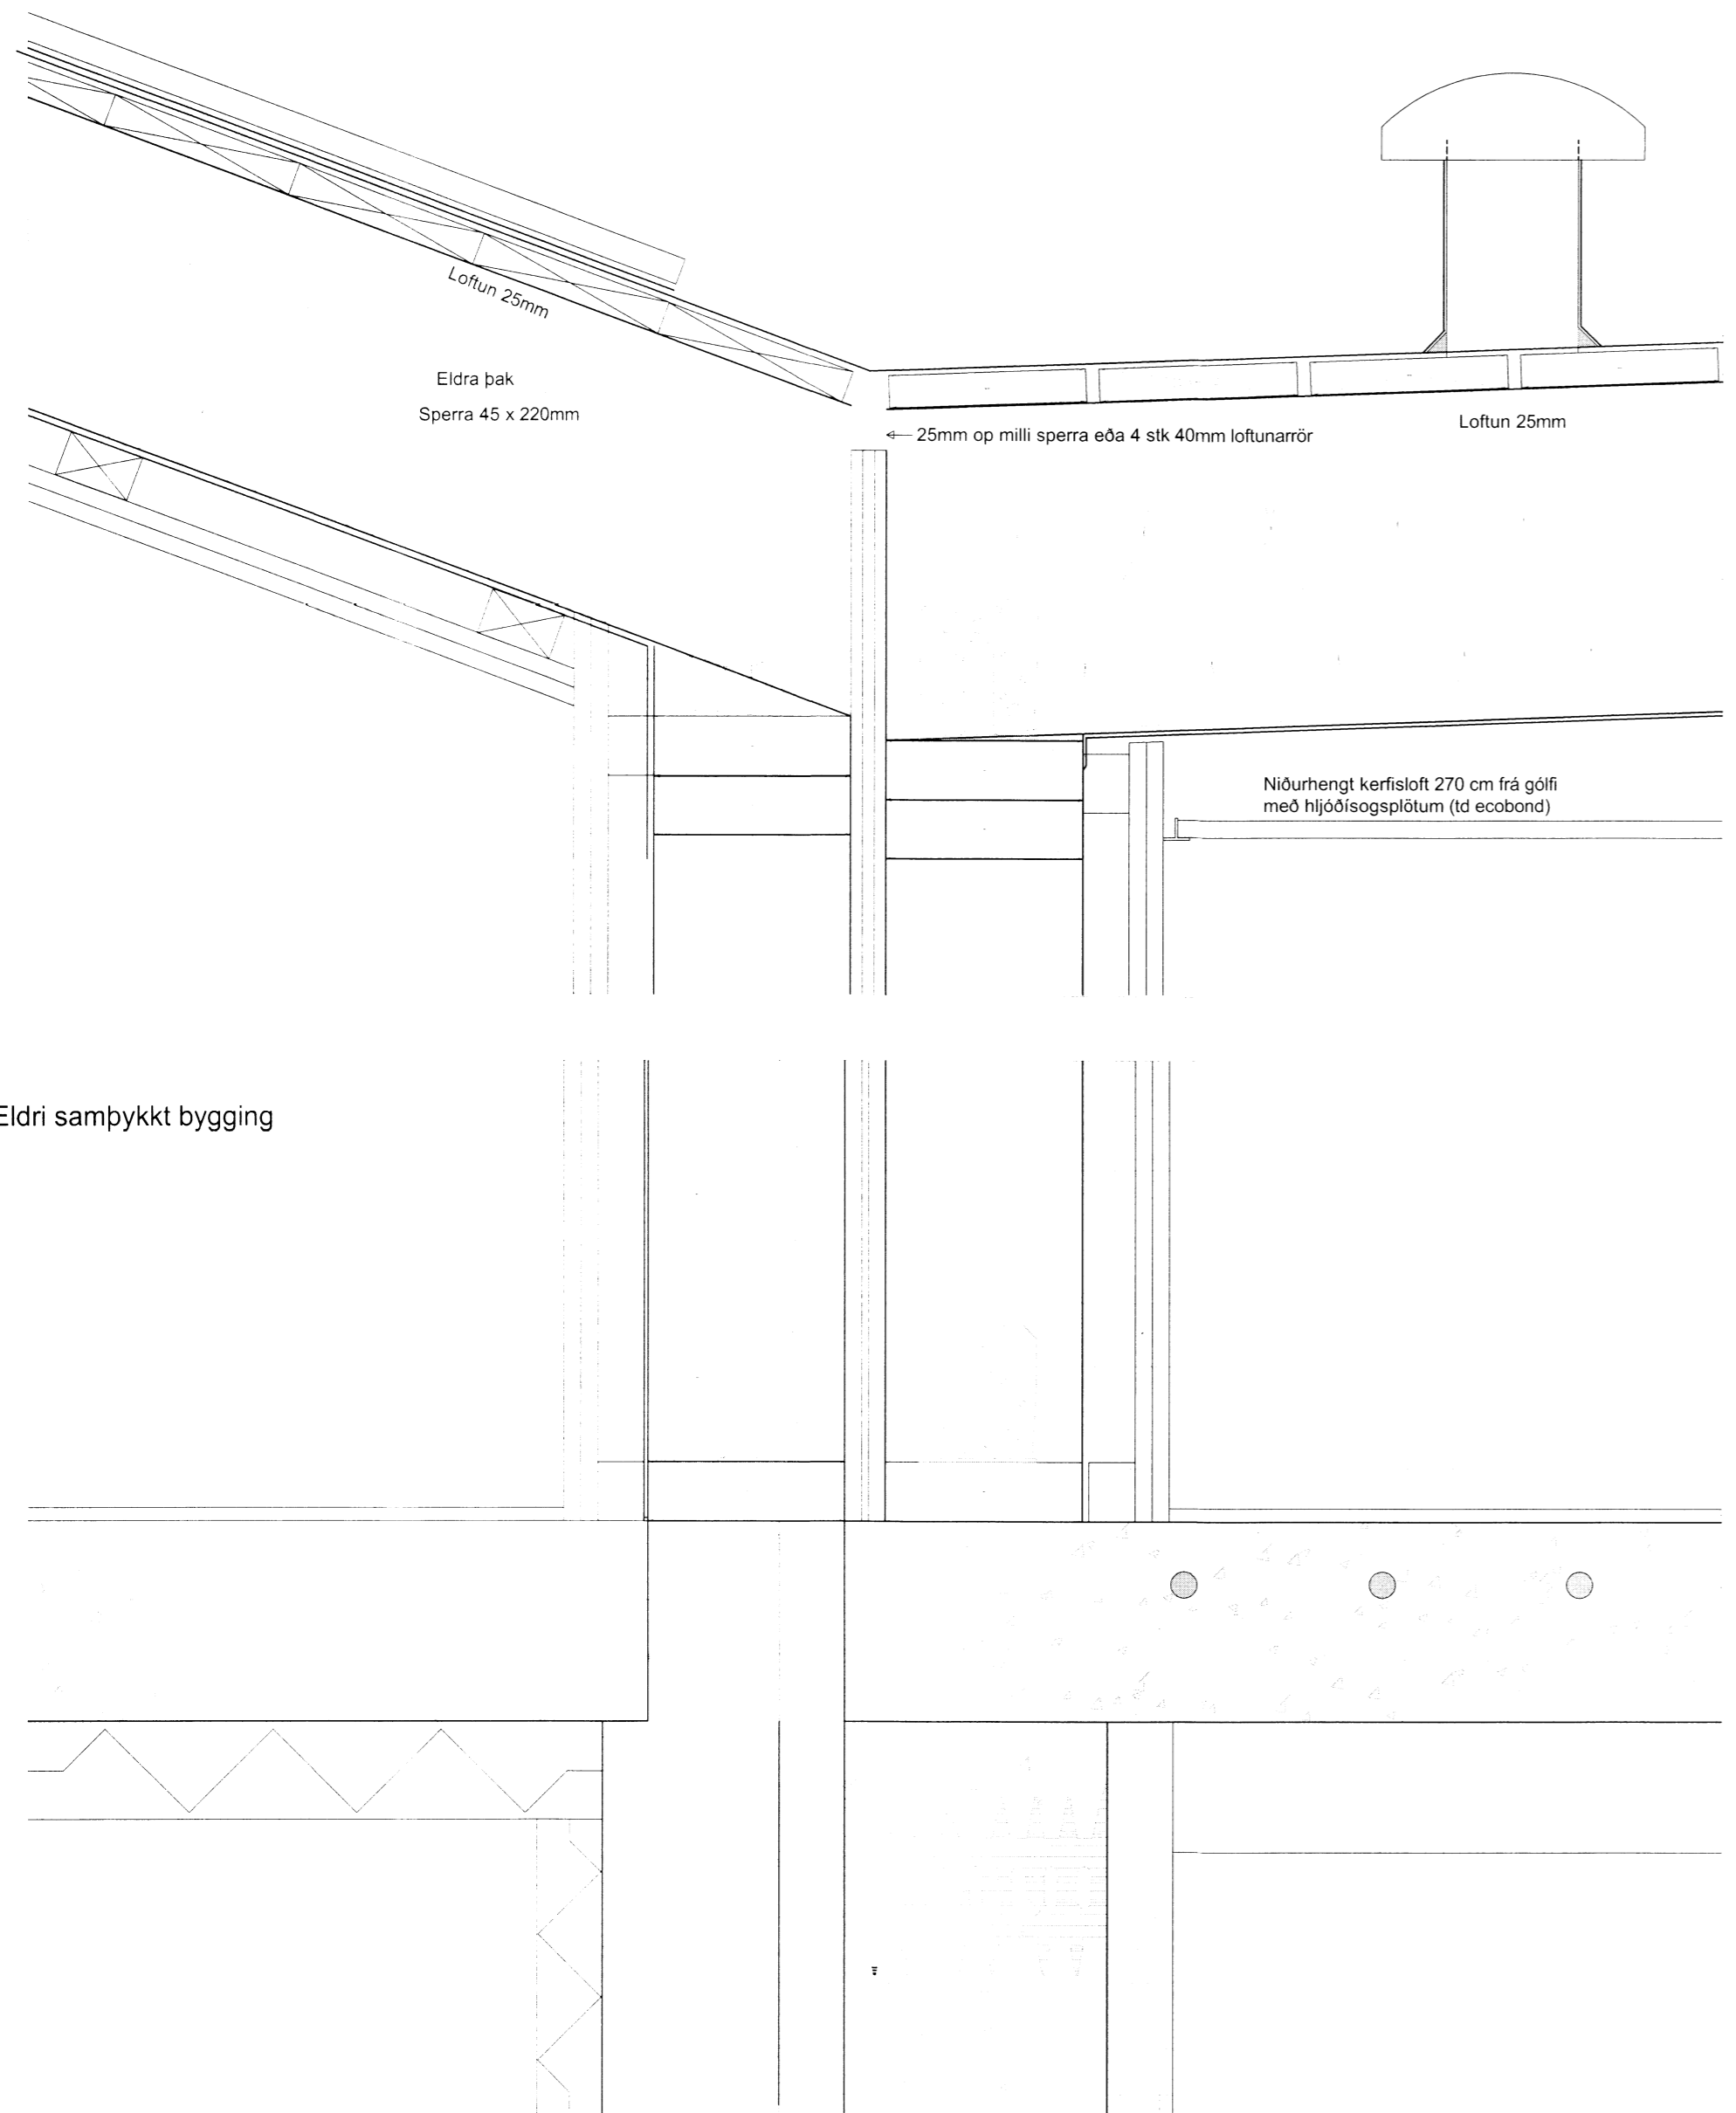 Loftun 25mm
Eldra þak
Sperra 45 x 220mm
25mm op milli sperra eða 4 stk 40mm loftunarrör
Loftun 25mm
Niðurhengt kerfisloft 270 cm frá gólfi
með hljóðísogsplötum (td ecobond)
Eldri samþykkt bygging